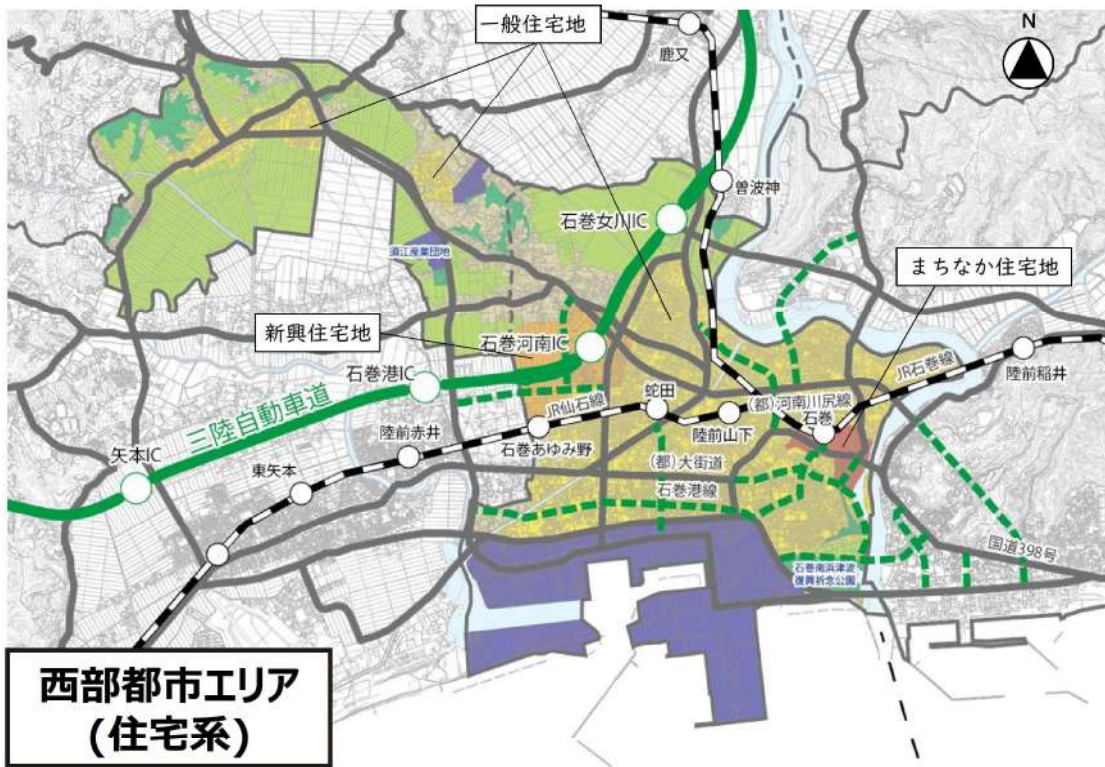 一般住宅地
N
鹿又
曽波神
石巻女川IC
須江産業団地
まちなか住宅地
新興住宅地
石巻河南IC
石巻港IC
JR石巻線
陸前稲井
三陸自動車道
蛇田
(都)河南川尻線
石巻
JR仙石線
陸前山下
陸前赤井
石巻あゆみ野
矢本IC
東矢本
(都)大街道
石巻港線
国道398号
石巻南浜津波
復興祈念公園
西部都市エリア
(住宅系)